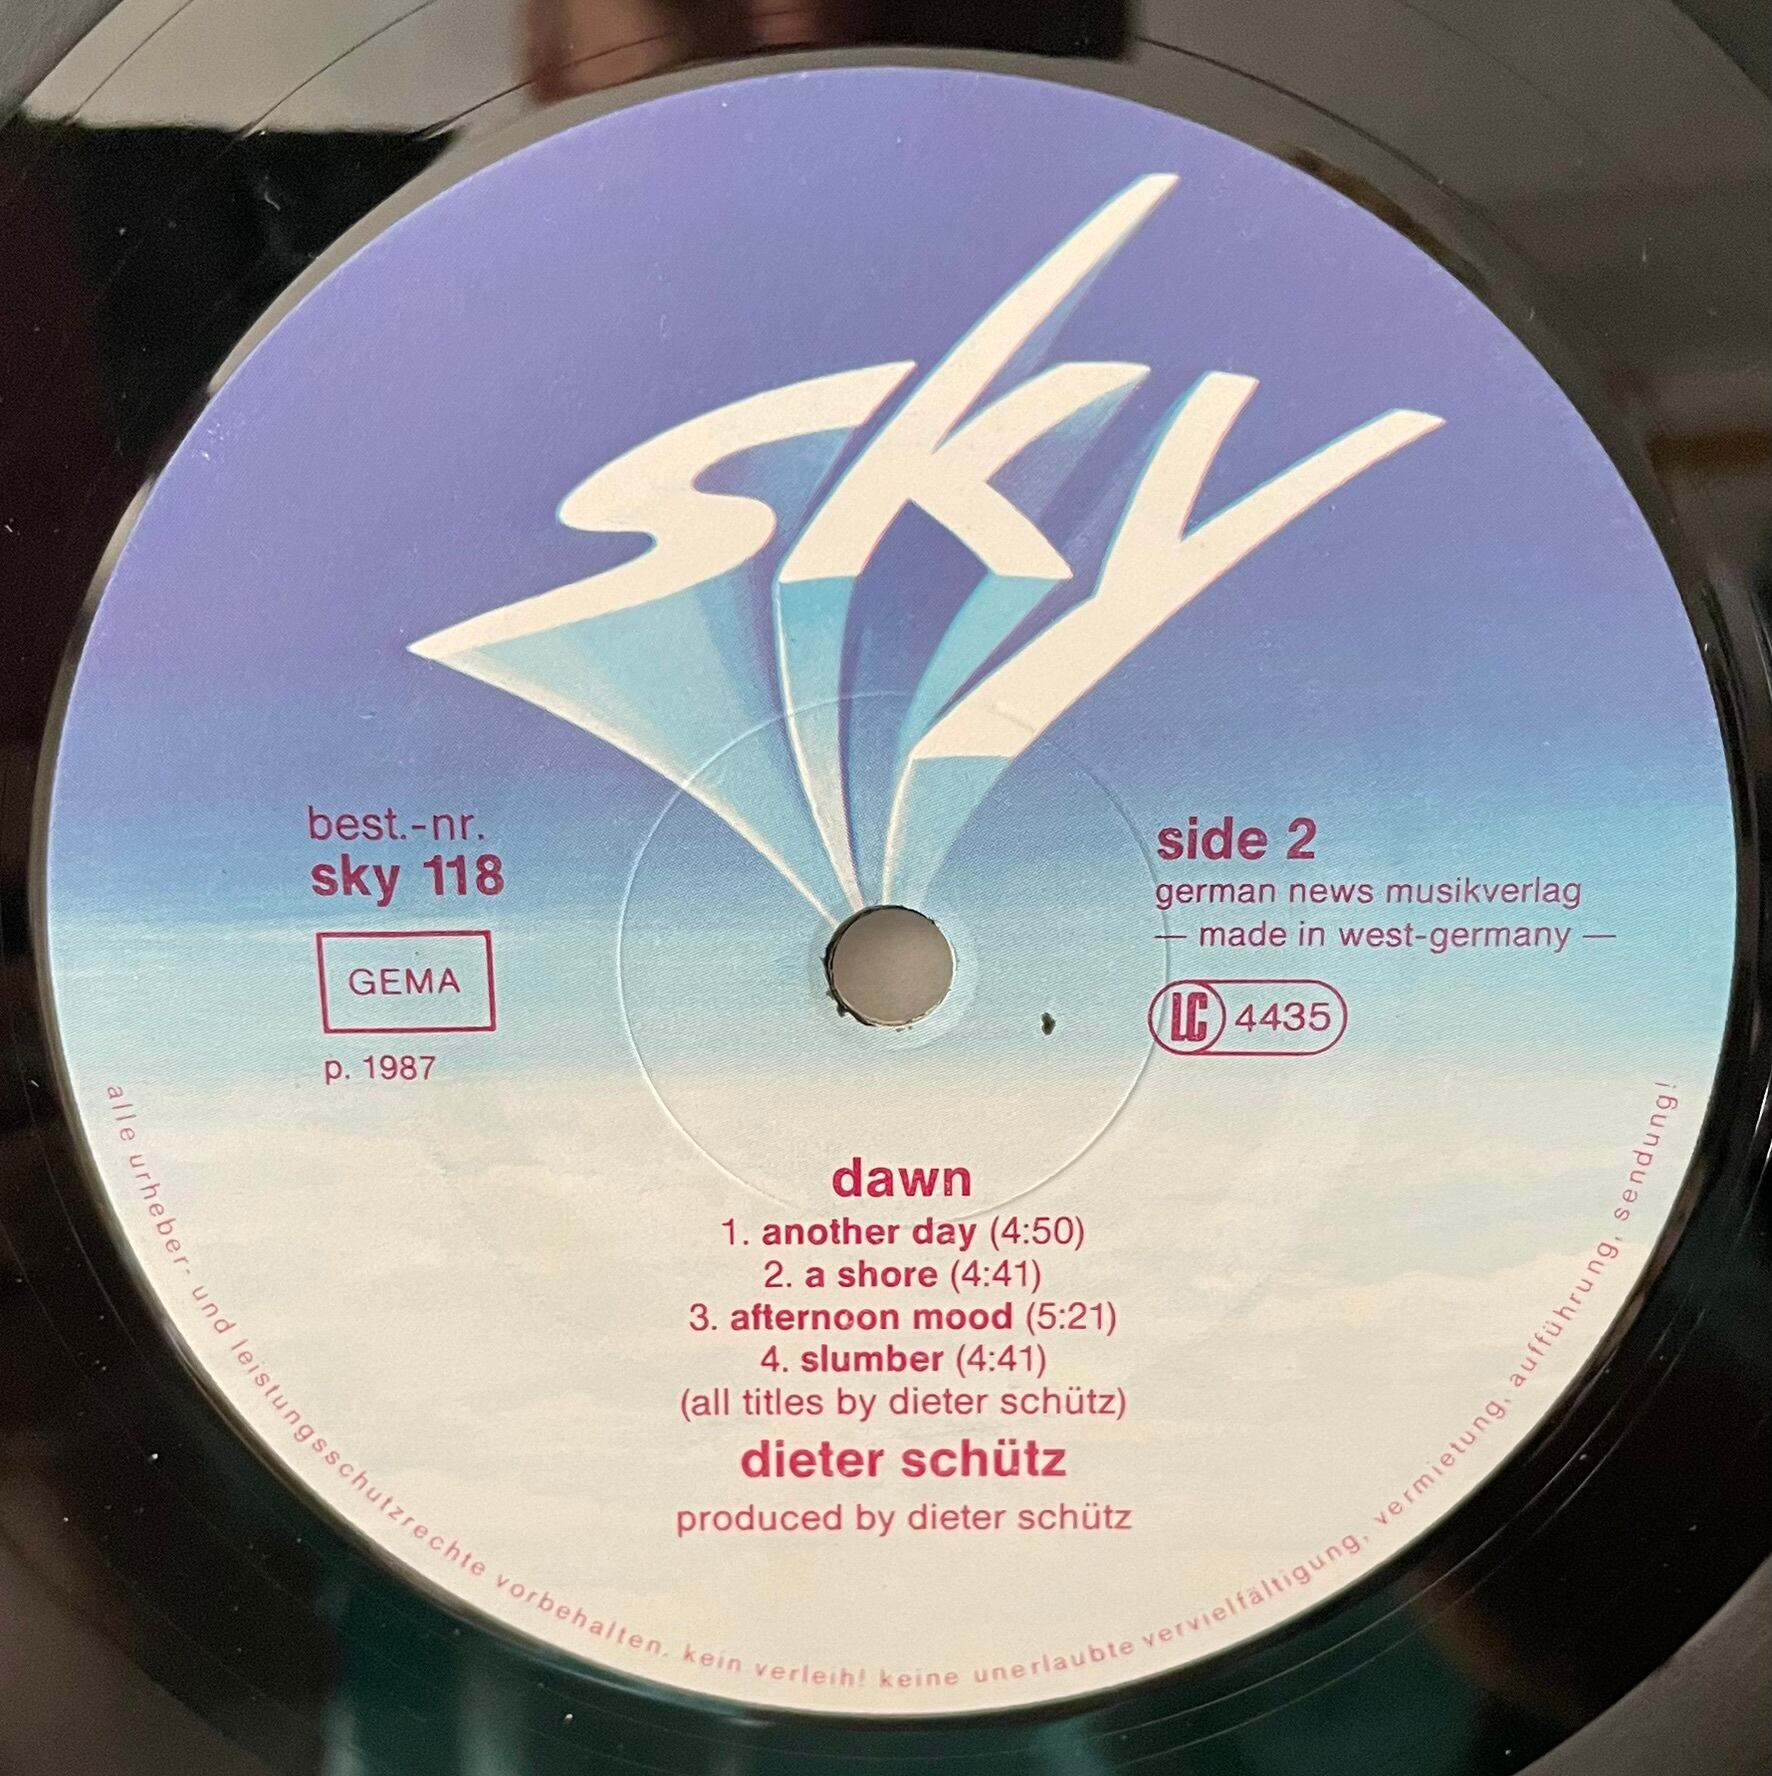 sky
best.-nr.
sky 118
GEMA
p. 1987
side 2
german news musikverlag
— made in west-germany —
LC 4435
dawn
1. another day (4:50)
2. a shore (4:41)
3. afternoon mood (5:21)
4. slumber (4:41)
(all titles by dieter schütz)
dieter schütz
produced by dieter schütz
alle urheber- und leistungsschutzrechte vorbehalten. kein verleih! keine unerlaubte vervielfältigung, vermietung, aufführung, sendung!